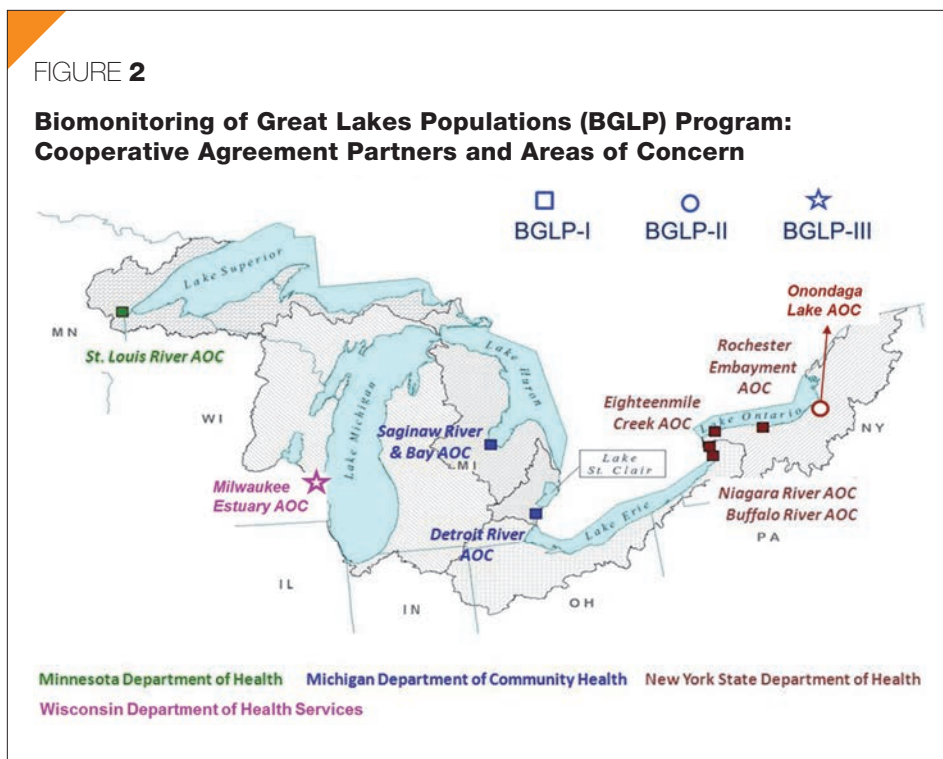 FIGURE 2
Biomonitoring of Great Lakes Populations (BGLP) Program:
Cooperative Agreement Partners and Areas of Concern
BGLP-I BGLP-II BGLP-III
Lake Superior
MN
St. Louis River AOC
WI
Lake Michigan
Milwaukee
Estuary AOC
Lake Huron
Saginaw River
& Bay AOC
MI
Lake
St. Clair
Detroit River
AOC
Lake Erie
IL
IN
OH
Onondaga
Lake AOC
Rochester
Embayment
AOC
Eighteenmile
Creek AOC
Lake Ontario
NY
Niagara River AOC
Buffalo River AOC
PA
Minnesota Department of Health Michigan Department of Community Health New York State Department of Health
Wisconsin Department of Health Services